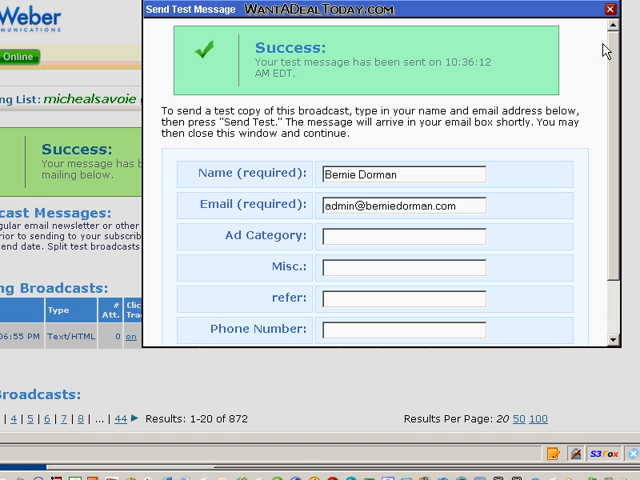 Send Test Message
WantADealToday.com
Weber
MUNICATIONS
Online
ng List: michealsavoie
Success:
Your test message has been sent on 10:36:12
AM EDT.
To send a test copy of this broadcast, type in your name and email address below,
then press "Send Test." The message will arrive in your email box shortly. You may
then close this window and continue.
Success:
Your message has b
mailing below.
Name (required):
Bernie Dorman
Email (required):
admin@berniedorman.com
Ad Category:
Misc.:
refer:
Phone Number:
cast Messages:
gular email newsletter or other
rior to sending to your subscrib
end date. Split test broadcasts
ng Broadcasts:
Type
#
Att.
Clic
Trac
06:55 PM
Text/HTML
0
on
Broadcasts:
| 4 | 5 | 6 | 7 | 8 | ... | 44
Results: 1-20 of 872
Results Per Page: 20 50 100
S3Fox